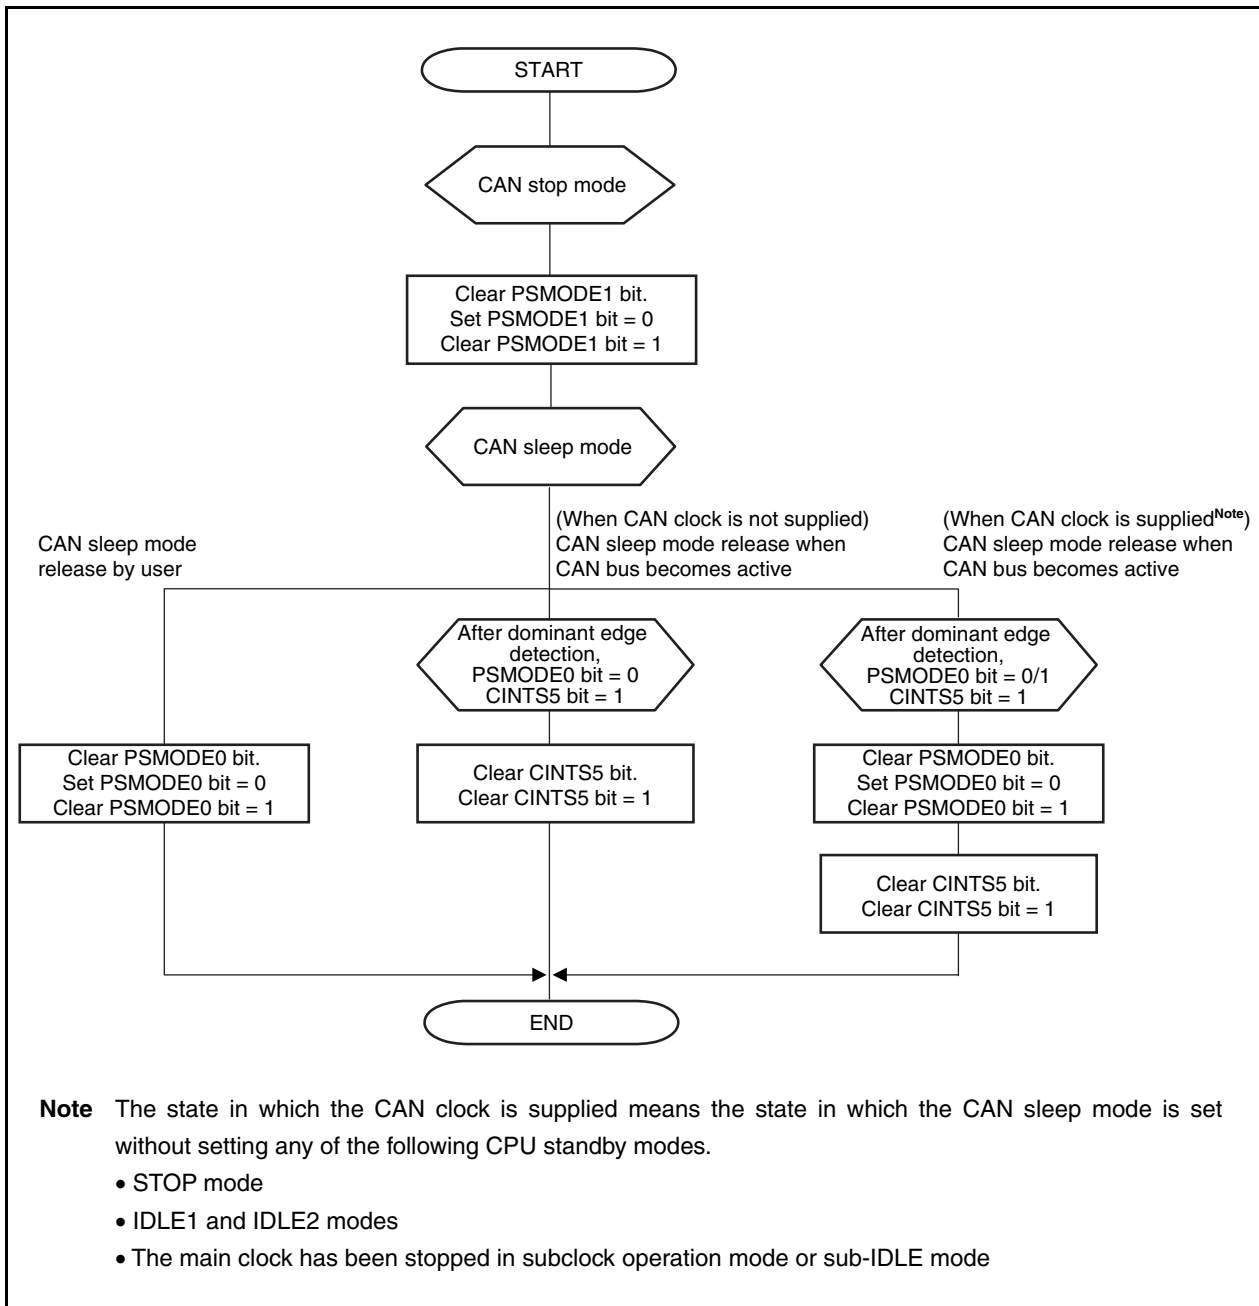 START
CAN stop mode
Clear PSMODE1 bit.
Set PSMODE1 bit = 0
Clear PSMODE1 bit = 1
CAN sleep mode
CAN sleep mode
release by user
(When CAN clock is not supplied)
CAN sleep mode release when
CAN bus becomes active
(When CAN clock is supplied Note)
CAN sleep mode release when
CAN bus becomes active
After dominant edge
detection,
PSMODE0 bit = 0
CINTS5 bit = 1
After dominant edge
detection,
PSMODE0 bit = 0/1
CINTS5 bit = 1
Clear PSMODE0 bit.
Set PSMODE0 bit = 0
Clear PSMODE0 bit = 1
Clear CINTS5 bit.
Clear CINTS5 bit = 1
Clear PSMODE0 bit.
Set PSMODE0 bit = 0
Clear PSMODE0 bit = 1
Clear CINTS5 bit.
Clear CINTS5 bit = 1
END
Note The state in which the CAN clock is supplied means the state in which the CAN sleep mode is set
without setting any of the following CPU standby modes.
• STOP mode
• IDLE1 and IDLE2 modes
• The main clock has been stopped in subclock operation mode or sub-IDLE mode